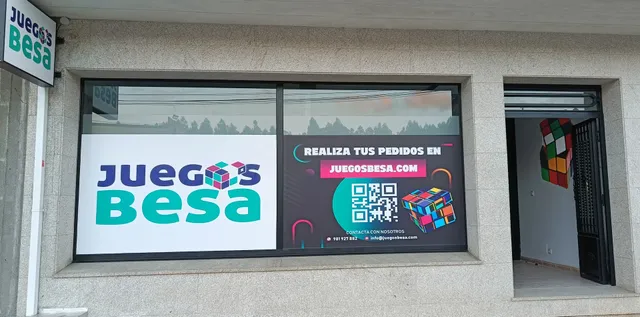 JUEGOS
BESA
JUEGOS
BESA
REALIZA TUS PEDIDOS EN
JUEGOSBESA.COM
CONTACTA CON NOSOTROS
info@juegosbesa.com